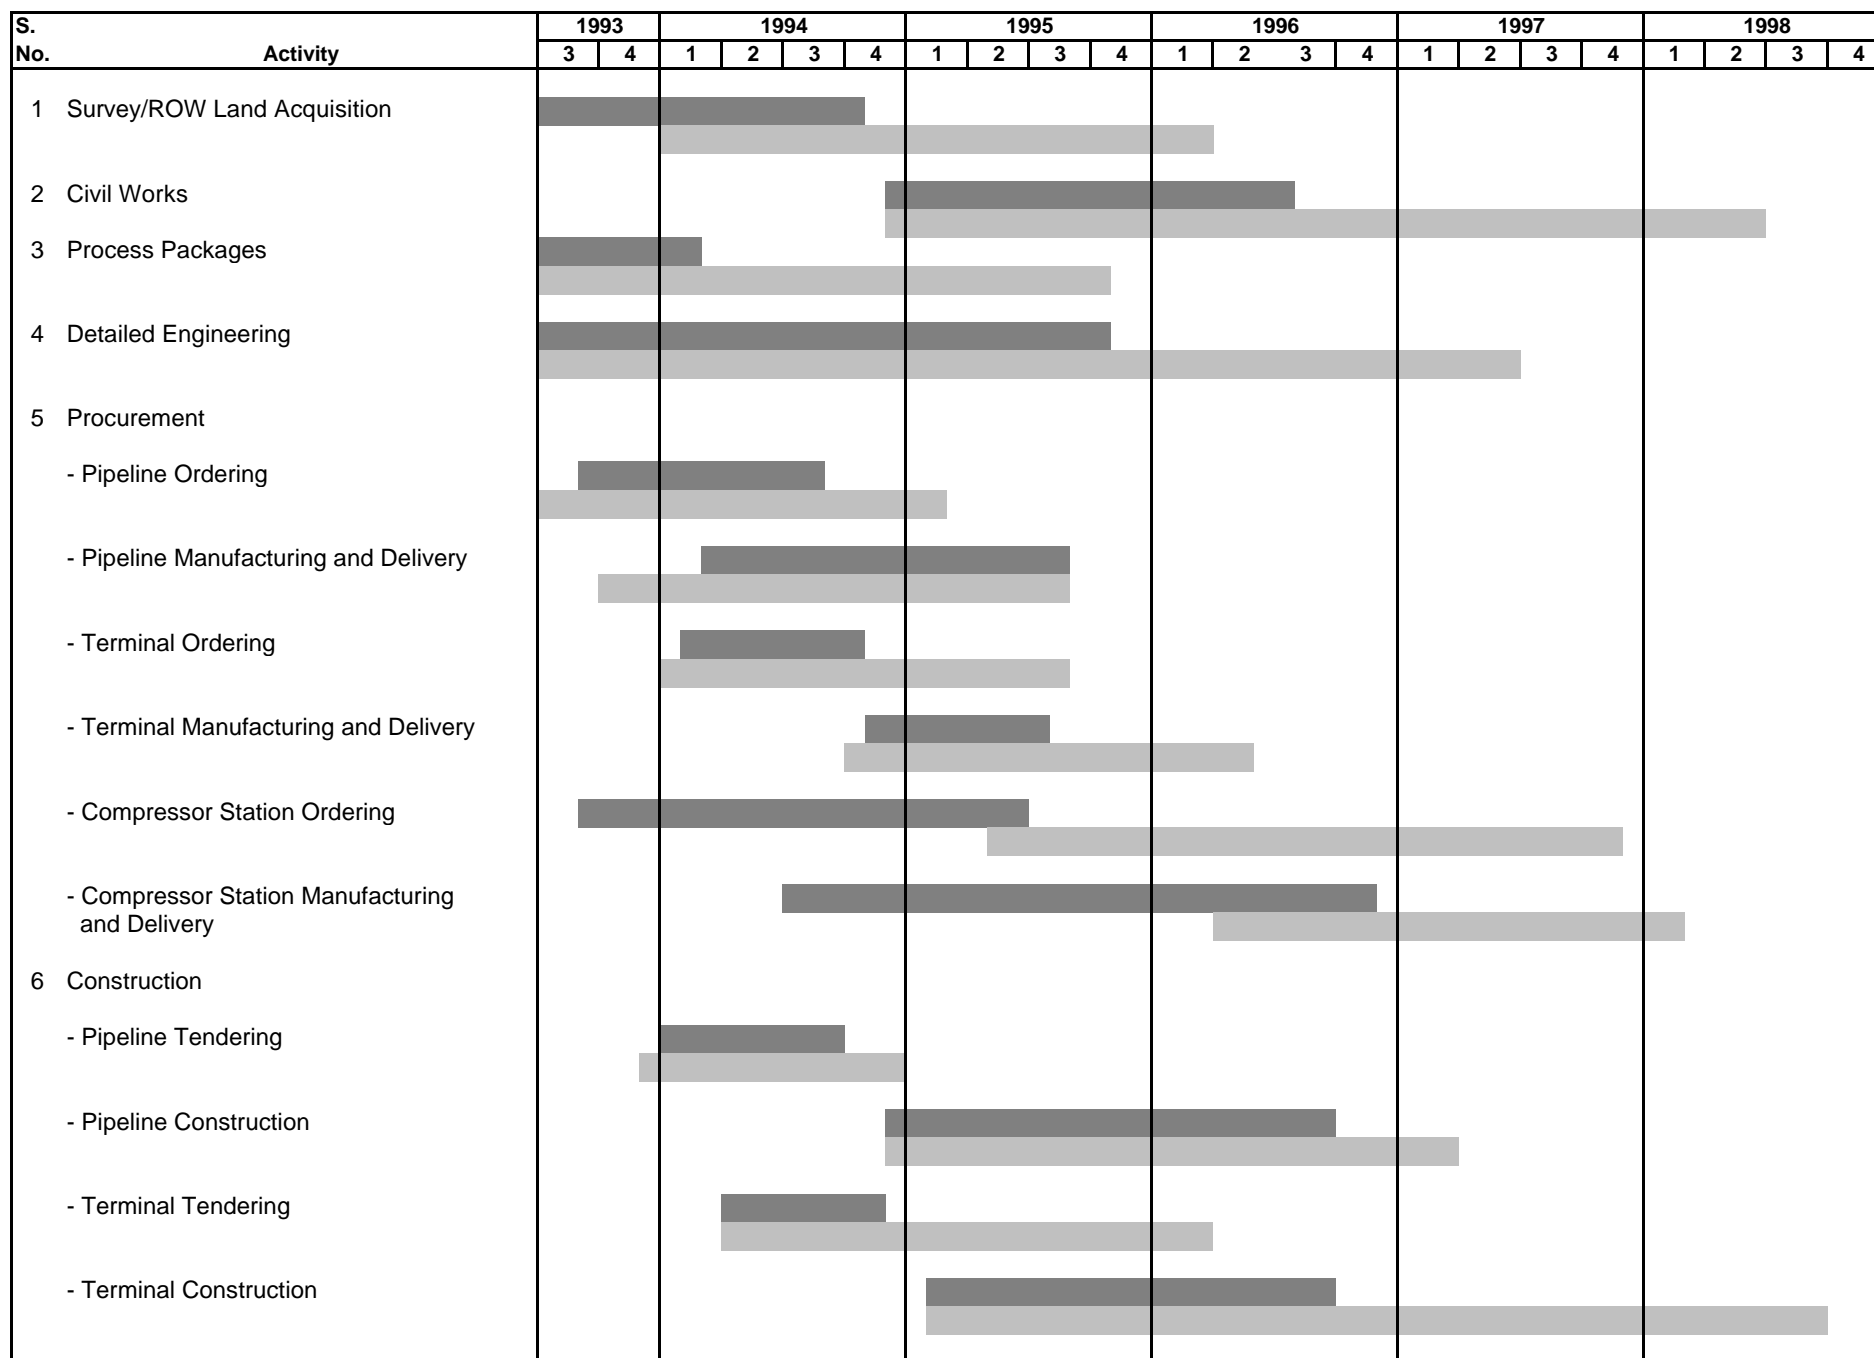 S. 1993 1994 1995 1996 1997 1998
No. Activity 3 4 1 2 3 4 1 2 3 4 1 2 3 4 1 2 3 4 1 2 3 4
1 Survey/ROW Land Acquisition
2 Civil Works
3 Process Packages
4 Detailed Engineering
5 Procurement
- Pipeline Ordering
- Pipeline Manufacturing and Delivery
- Terminal Ordering
- Terminal Manufacturing and Delivery
- Compressor Station Ordering
- Compressor Station Manufacturing
and Delivery
6 Construction
- Pipeline Tendering
- Pipeline Construction
- Terminal Tendering
- Terminal Construction